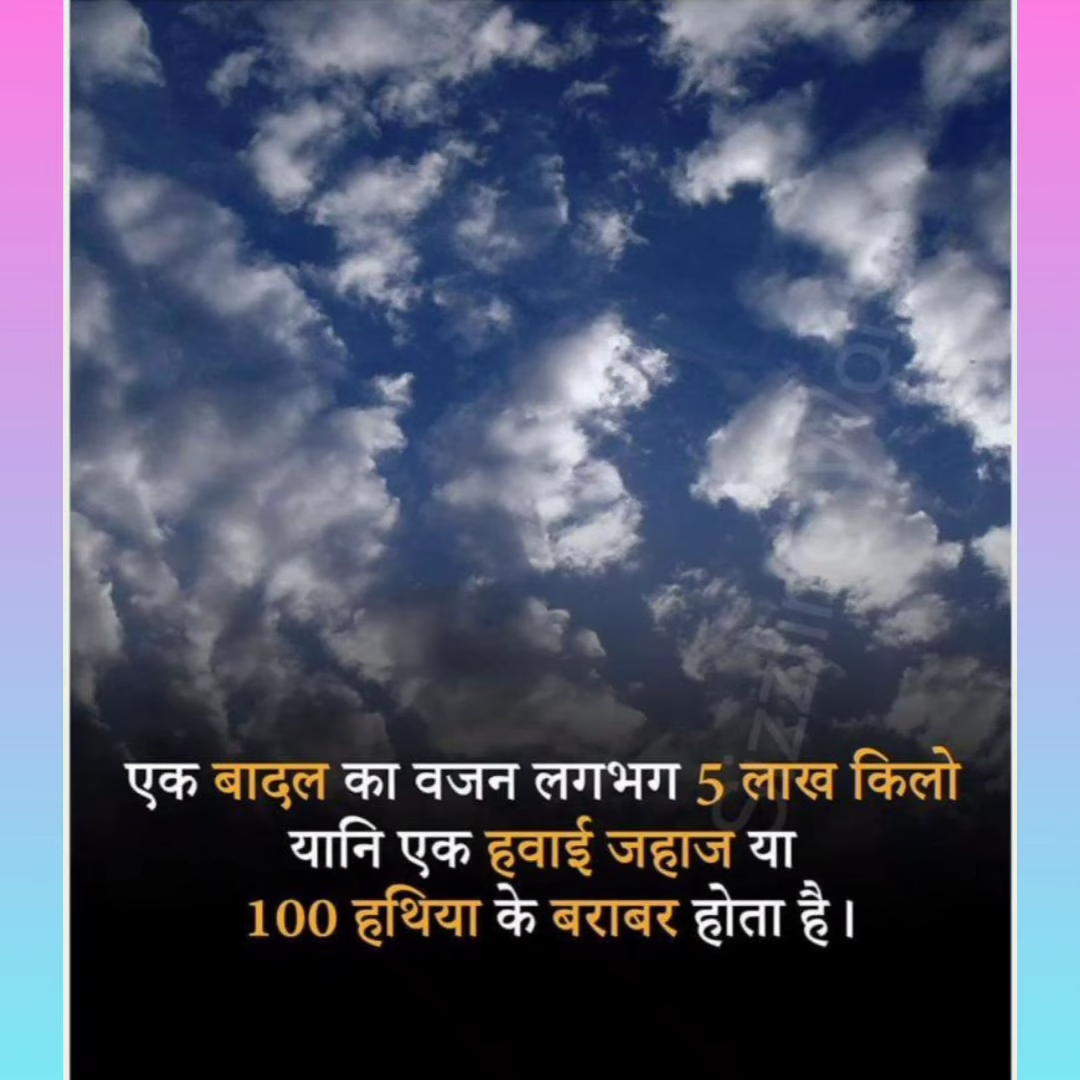 एक बादल का वजन लगभग 5 लाख किलो
यानि एक हवाई जहाज या
100 हथिया के बराबर होता है।